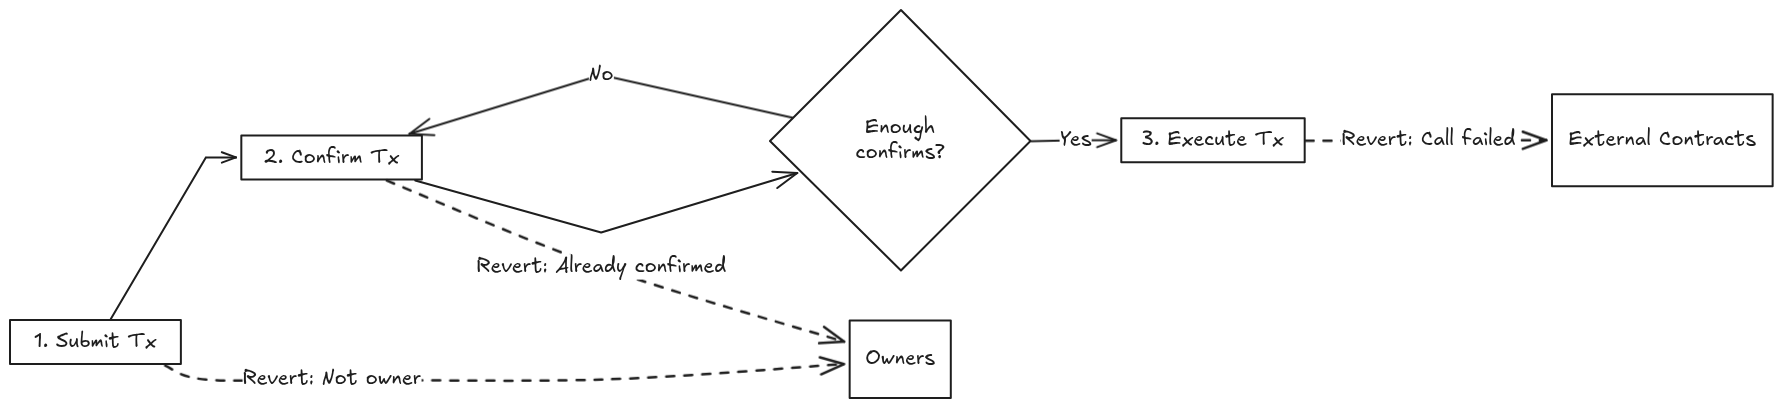 No
2. Confirm Tx
Enough
confirms?
Yes
3. Execute Tx
Revert: Call failed
External Contracts
Revert: Already confirmed
1. Submit Tx
Revert: Not owner
Owners